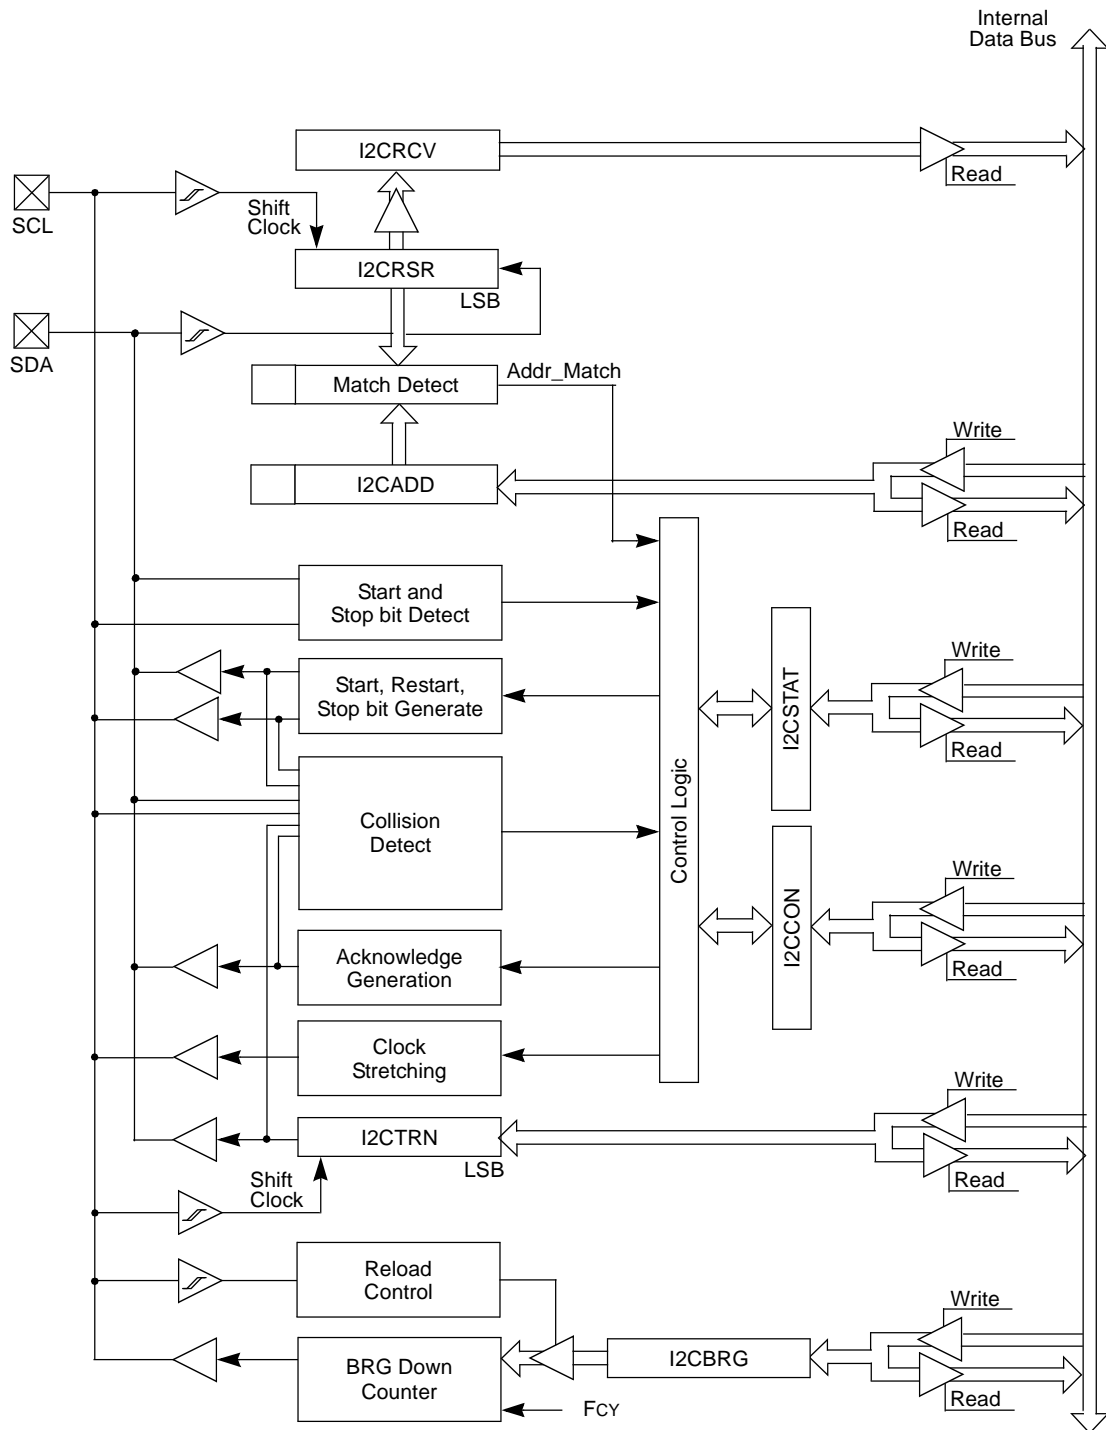 Internal
Data Bus
I2CRCV
Read
SCL
Shift
Clock
I2CRSR
LSB
SDA
Match Detect
Addr_Match
Write
I2CADD
Read
Start and
Stop bit Detect
Write
Start, Restart,
Stop bit Generate
I2CSTAT
Read
Control Logic
Collision
Detect
Write
I2CCON
Read
Acknowledge
Generation
Clock
Stretching
Write
I2CTRN
LSB
Read
Shift
Clock
Reload
Control
Write
I2CBRG
BRG Down
Counter
Read
FCY